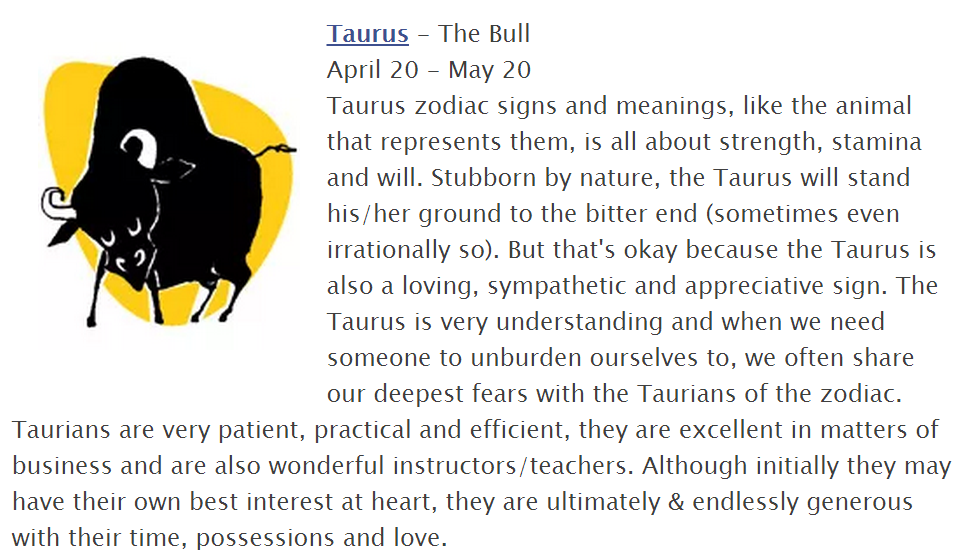 Taurus – The Bull
April 20 – May 20
Taurus zodiac signs and meanings, like the animal
that represents them, is all about strength, stamina
and will. Stubborn by nature, the Taurus will stand
his/her ground to the bitter end (sometimes even
irrationally so). But that's okay because the Taurus is
also a loving, sympathetic and appreciative sign. The
Taurus is very understanding and when we need
someone to unburden ourselves to, we often share
our deepest fears with the Taurians of the zodiac.
Taurians are very patient, practical and efficient, they are excellent in matters of
business and are also wonderful instructors/teachers. Although initially they may
have their own best interest at heart, they are ultimately & endlessly generous
with their time, possessions and love.